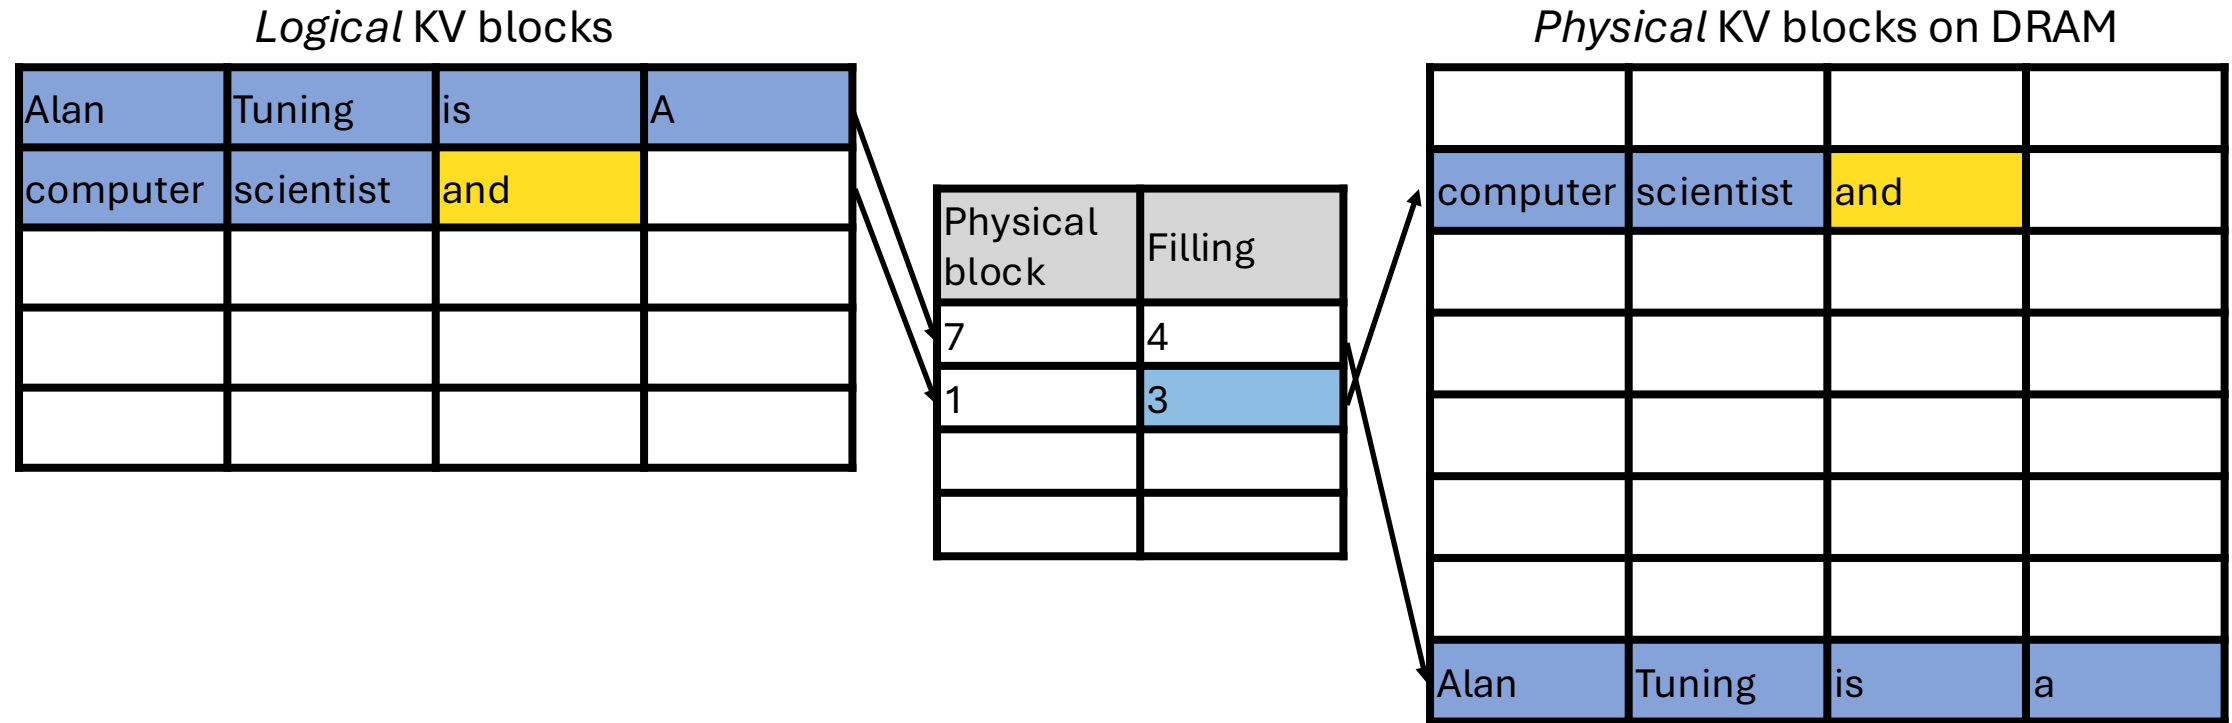 Logical KV blocks
Alan Tuning is A
computer scientist and
Physical block Filling
7 4
1 3
Physical KV blocks on DRAM
computer scientist and
Alan Tuning is a